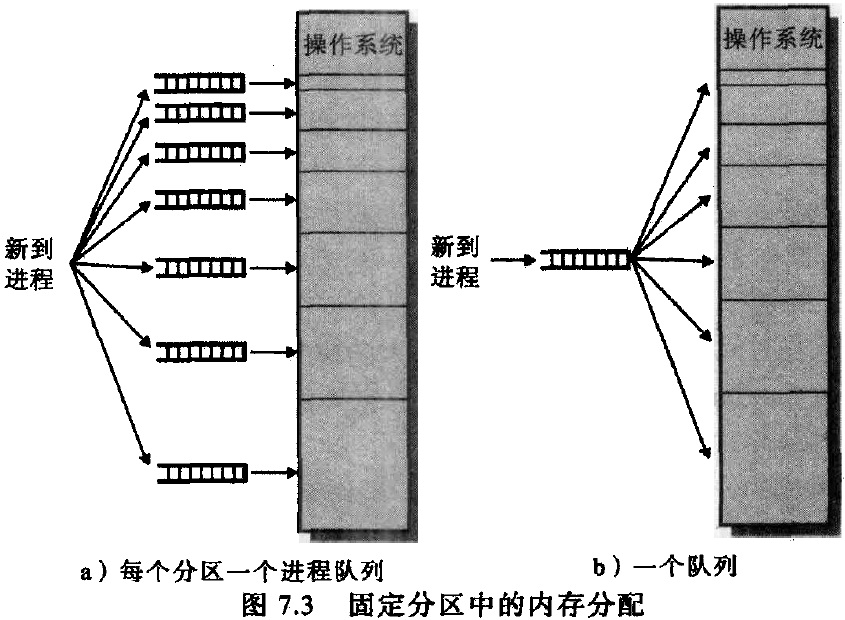 操作系统
新到
进程
a）每个分区一个进程队列
操作系统
新到
进程
b）一个队列
图 7.3 固定分区中的内存分配